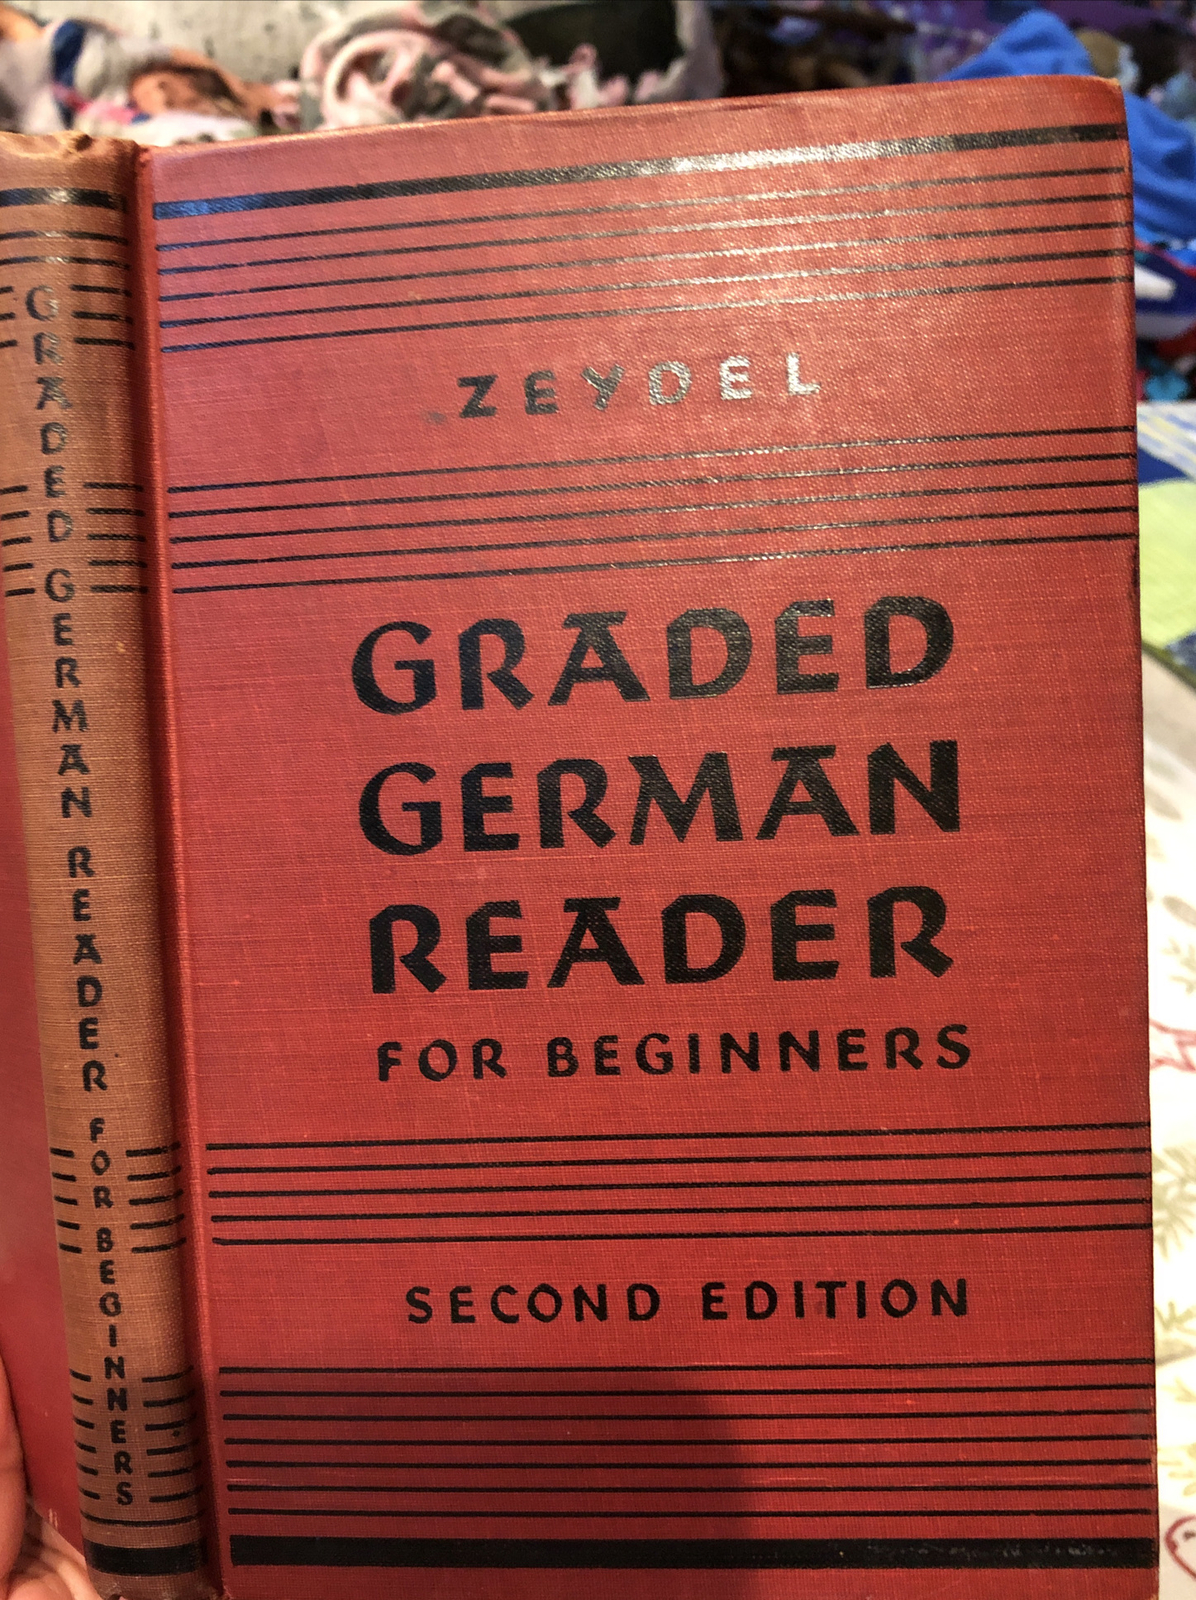 GRADED GERMAN READER FOR BEGINNERS
ZEYDEL
GRADED
GERMAN
READER
FOR BEGINNERS
SECOND EDITION